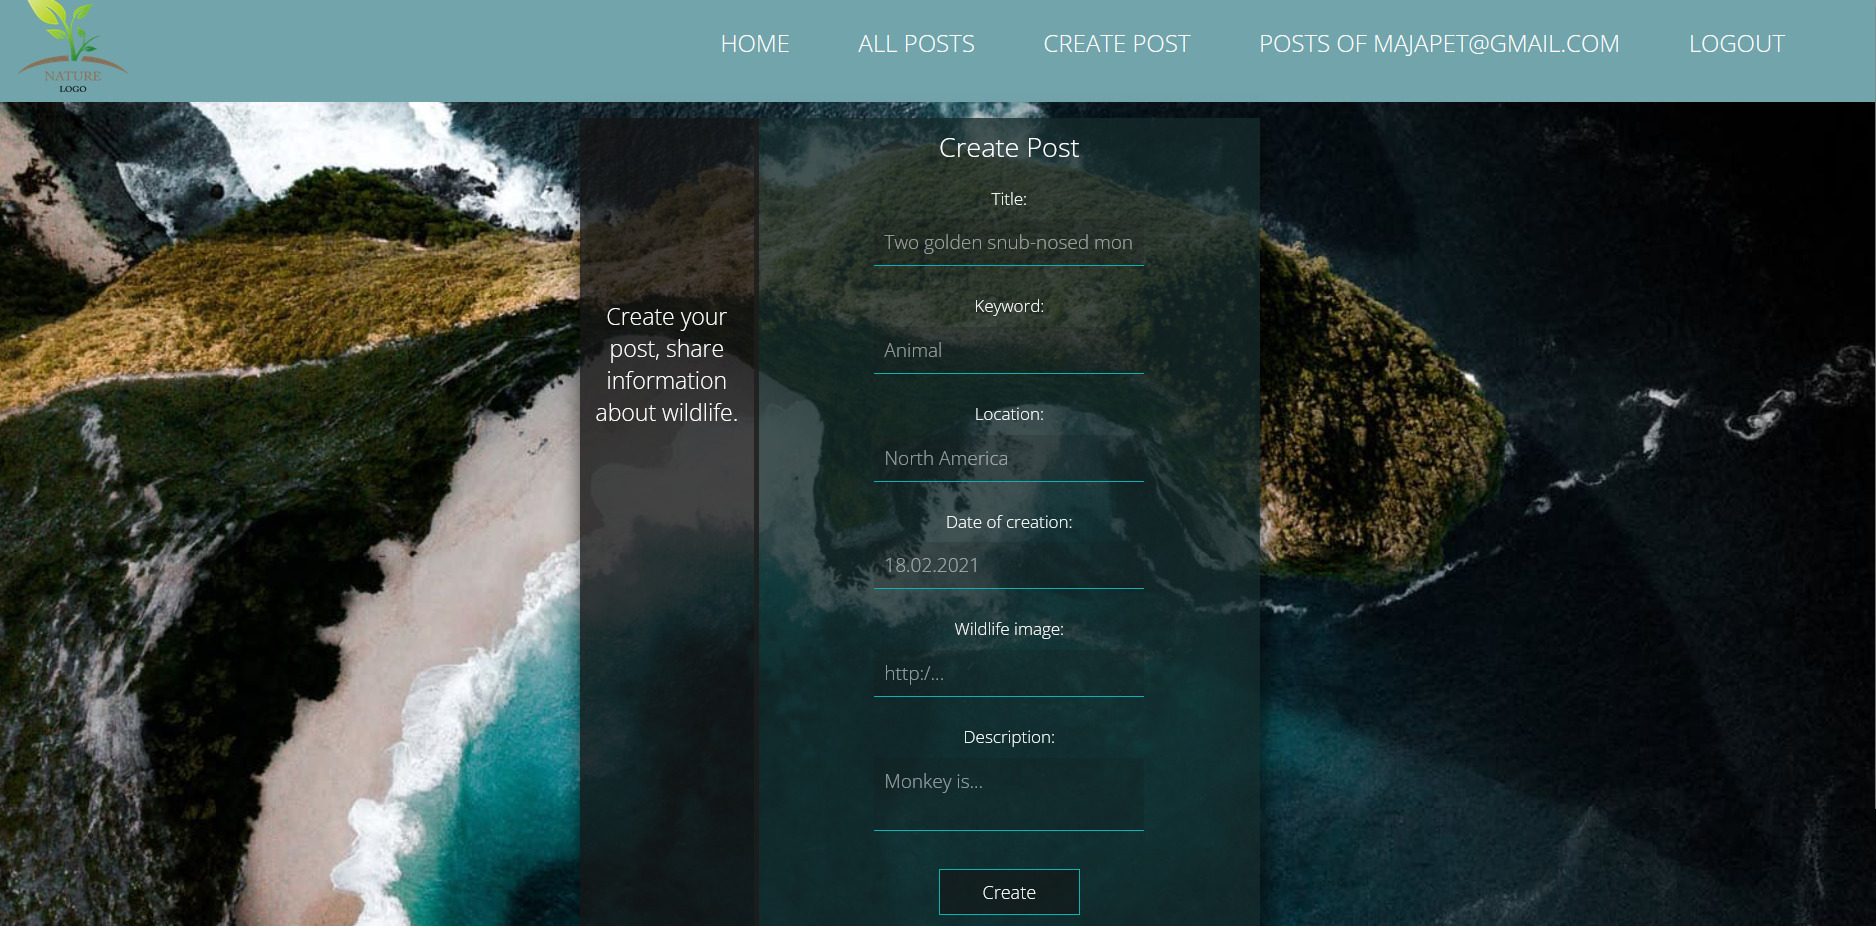 NATURE
LOGO
HOME
ALL POSTS
CREATE POST
POSTS OF MAJAPET@GMAIL.COM
LOGOUT
Create your
post, share
information
about wildlife.
Create Post
Title:
Two golden snub-nosed mon
Keyword:
Animal
Location:
North America
Date of creation:
18.02.2021
Wildlife image:
http:/...
Description:
Monkey is...
Create